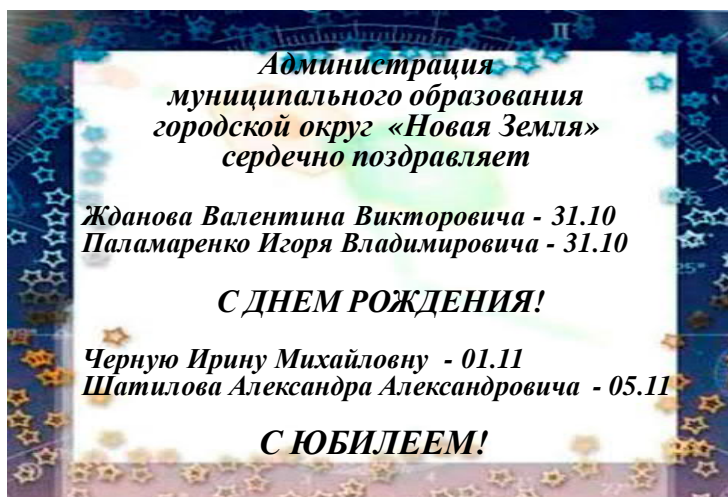 Администрация
муниципального образования
городской округ «Новая Земля»
сердечно поздравляет
Жданова Валентина Викторовича - 31.10
Паламаренко Игоря Владимировича - 31.10
С ДНЕМ РОЖДЕНИЯ!
Черную Ирину Михайловну - 01.11
Шатилова Александра Александровича - 05.11
С ЮБИЛЕЕМ!